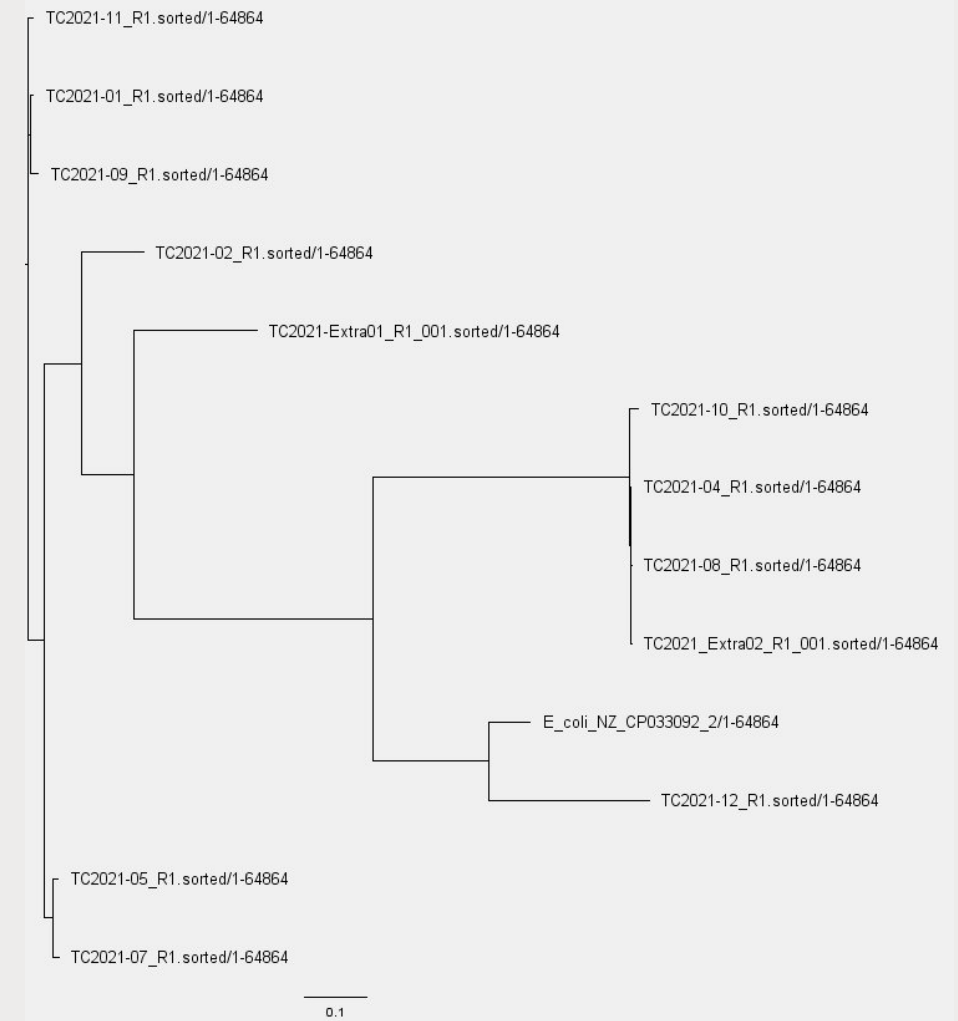 TC2021-11_R1.sorted/1-64864
TC2021-01_R1.sorted/1-64864
TC2021-09_R1.sorted/1-64864
TC2021-02_R1.sorted/1-64864
TC2021-Extra01_R1_001.sorted/1-64864
TC2021-10_R1.sorted/1-64864
TC2021-04_R1.sorted/1-64864
TC2021-08_R1.sorted/1-64864
TC2021_Extra02_R1_001.sorted/1-64864
E_coli_NZ_CP033092_2/1-64864
TC2021-12_R1.sorted/1-64864
TC2021-05_R1.sorted/1-64864
TC2021-07_R1.sorted/1-64864
0.1